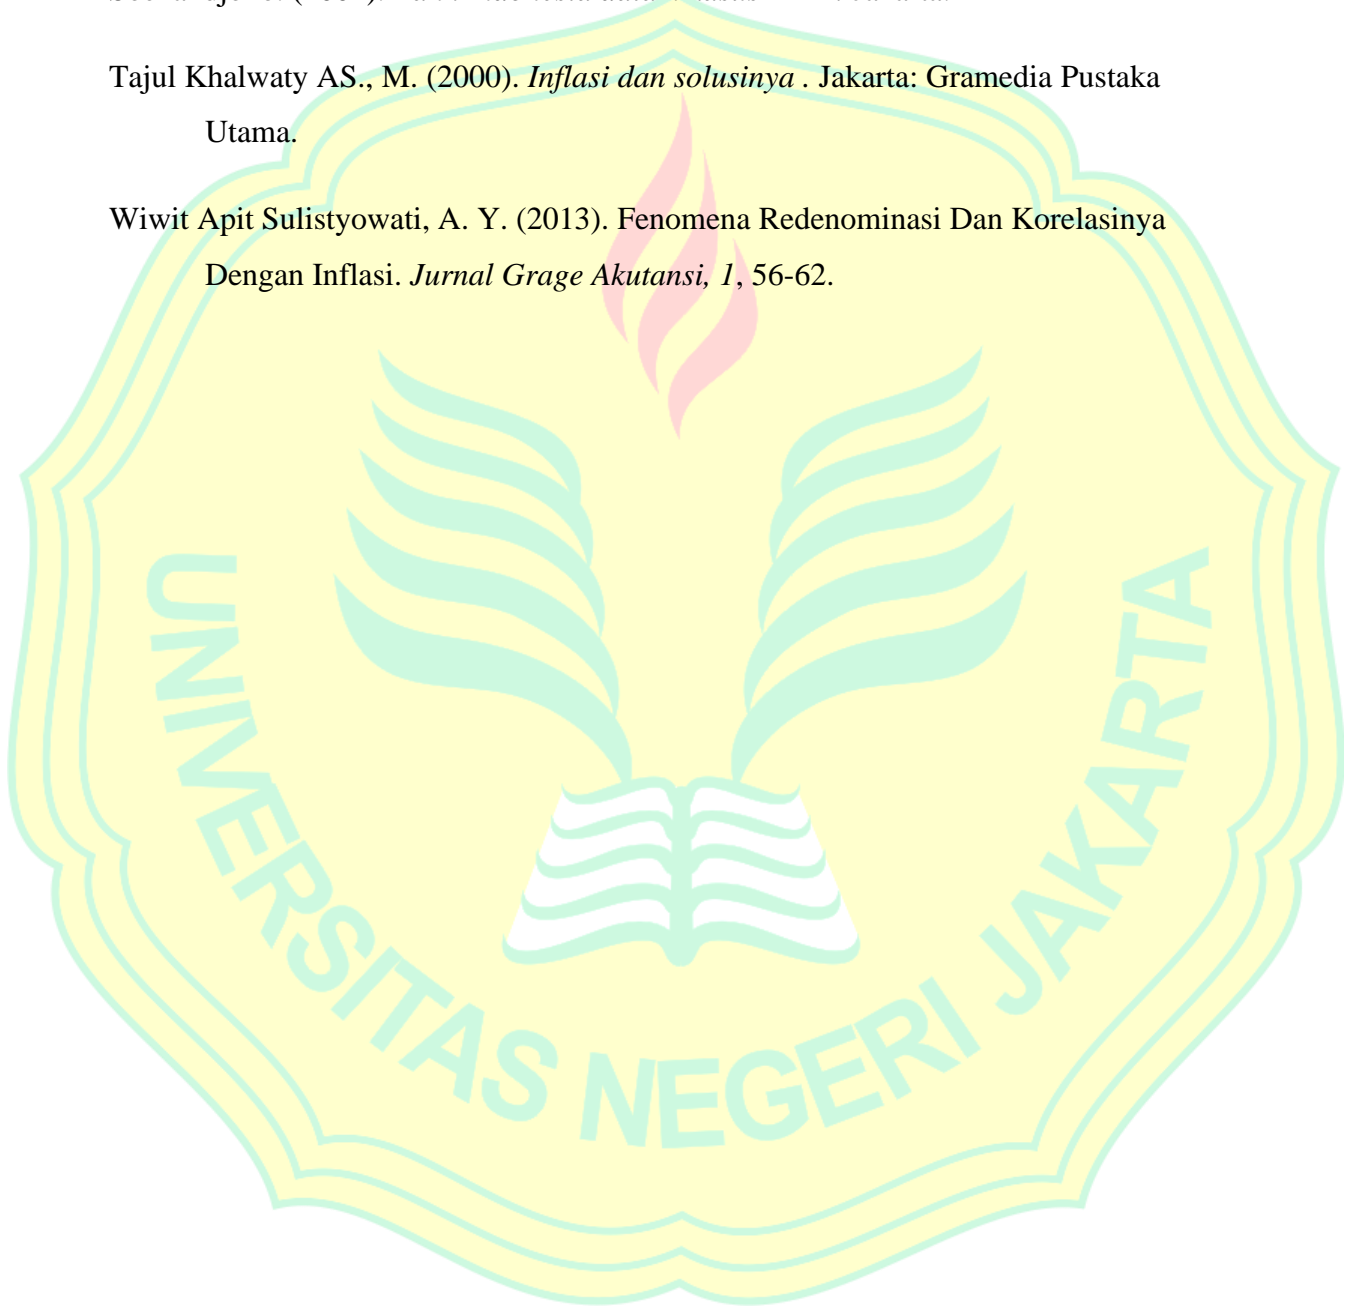 Tajul Khalwaty AS., M. (2000). Inflasi dan solusinya . Jakarta: Gramedia Pustaka
Utama.
Wiwit Apit Sulistyowati, A. Y. (2013). Fenomena Redenominasi Dan Korelasinya
Dengan Inflasi. Jurnal Grage Akutansi, 1, 56-62.
UNIVERSITAS NEGERI JAKARTA